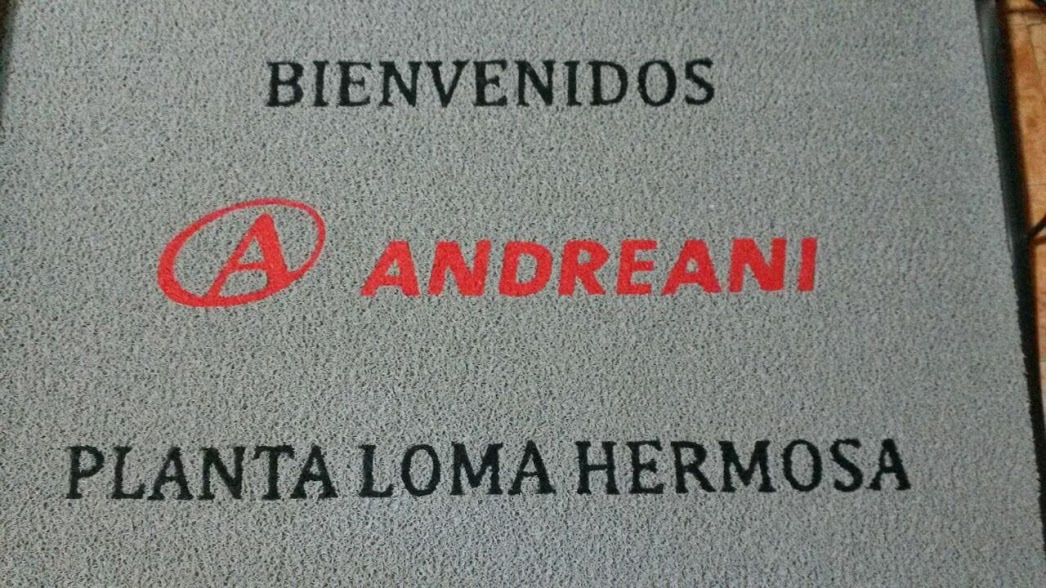 BIENVENIDOS
A ANDREANI
PLANTA LOMA HERMOSA